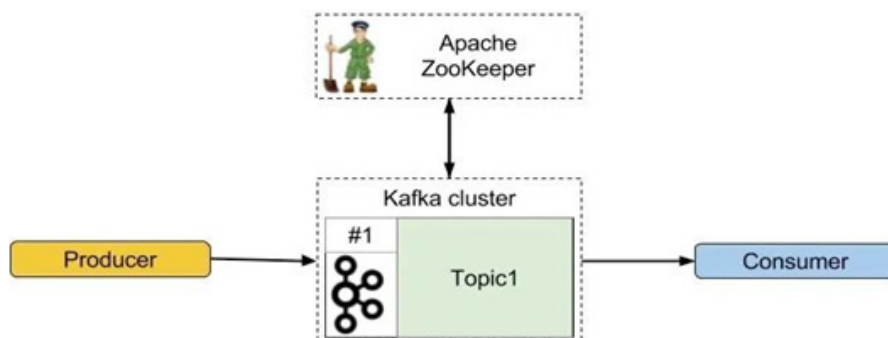 Apache
ZooKeeper
Kafka cluster
#1
Topic1
Producer
Consumer